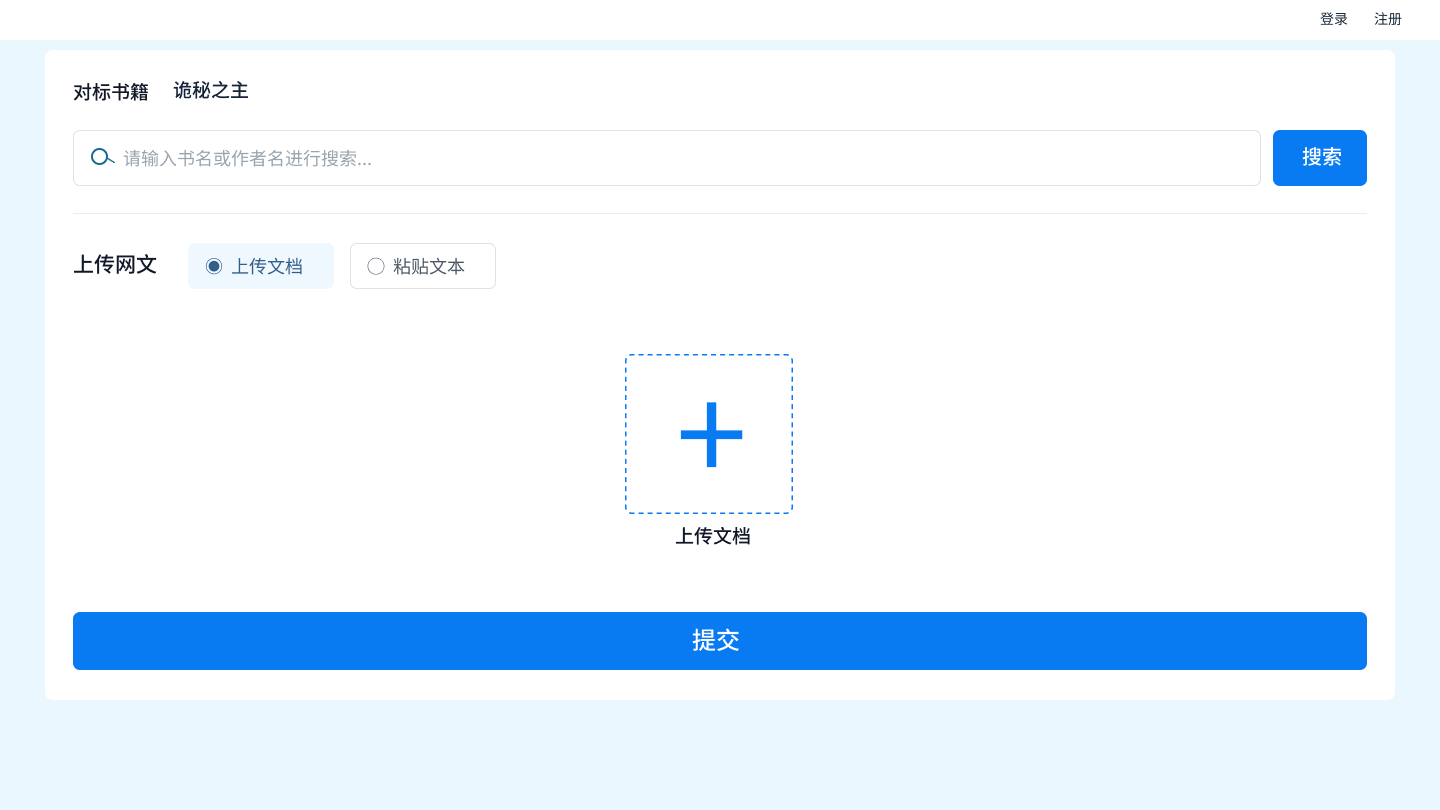 登录 注册
对标书籍 诡秘之主
请输入书名或作者名进行搜索... 搜索
上传网文 上传文档 粘贴文本
上传文档
提交